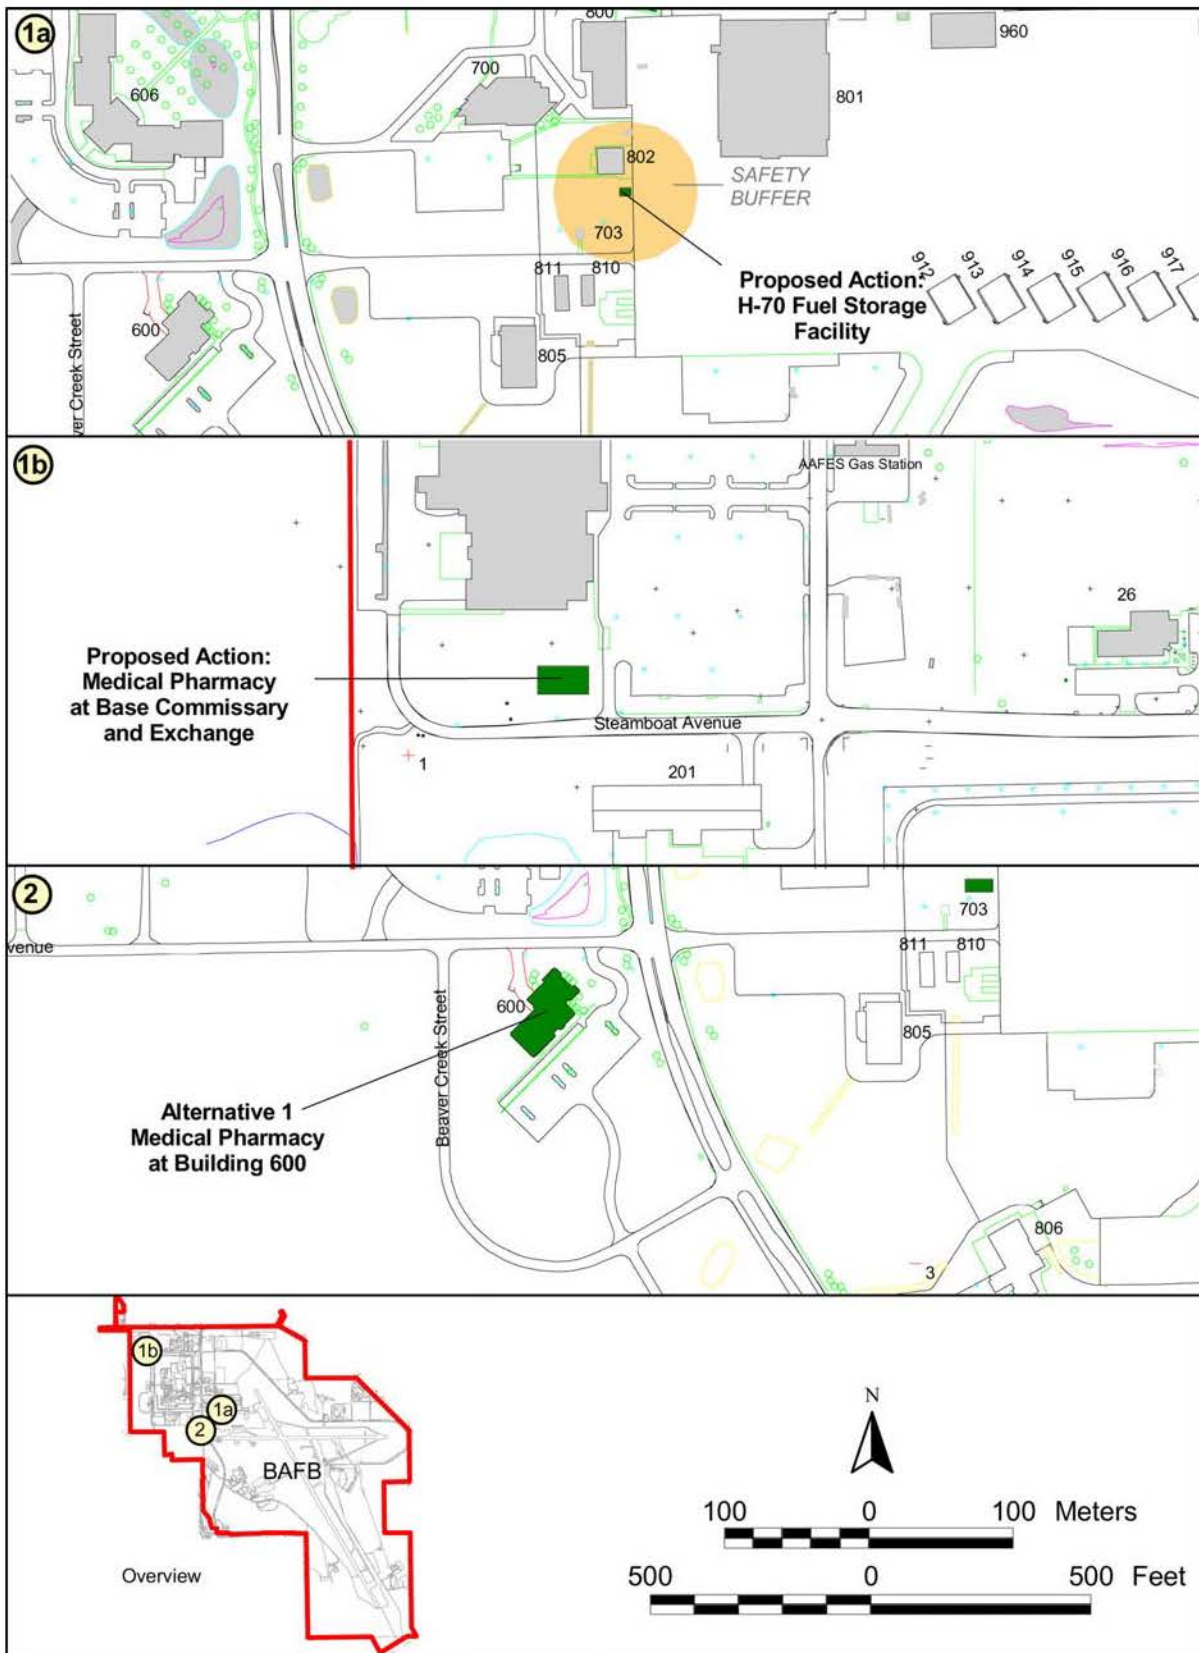 1a
800
960
700
606
801
802
SAFETY
BUFFER
703
811
810
Proposed Action:
H-70 Fuel Storage
Facility
912
913
914
915
916
917
600
805
ver Creek Street
1b
AAFES Gas Station
26
Proposed Action:
Medical Pharmacy
at Base Commissary
and Exchange
Steamboat Avenue
1
201
2
703
venue
811
810
600
805
Beaver Creek Street
Alternative 1
Medical Pharmacy
at Building 600
806
3
1b
1a
2
BAFB
Overview
N
100 0 100 Meters
500 0 500 Feet